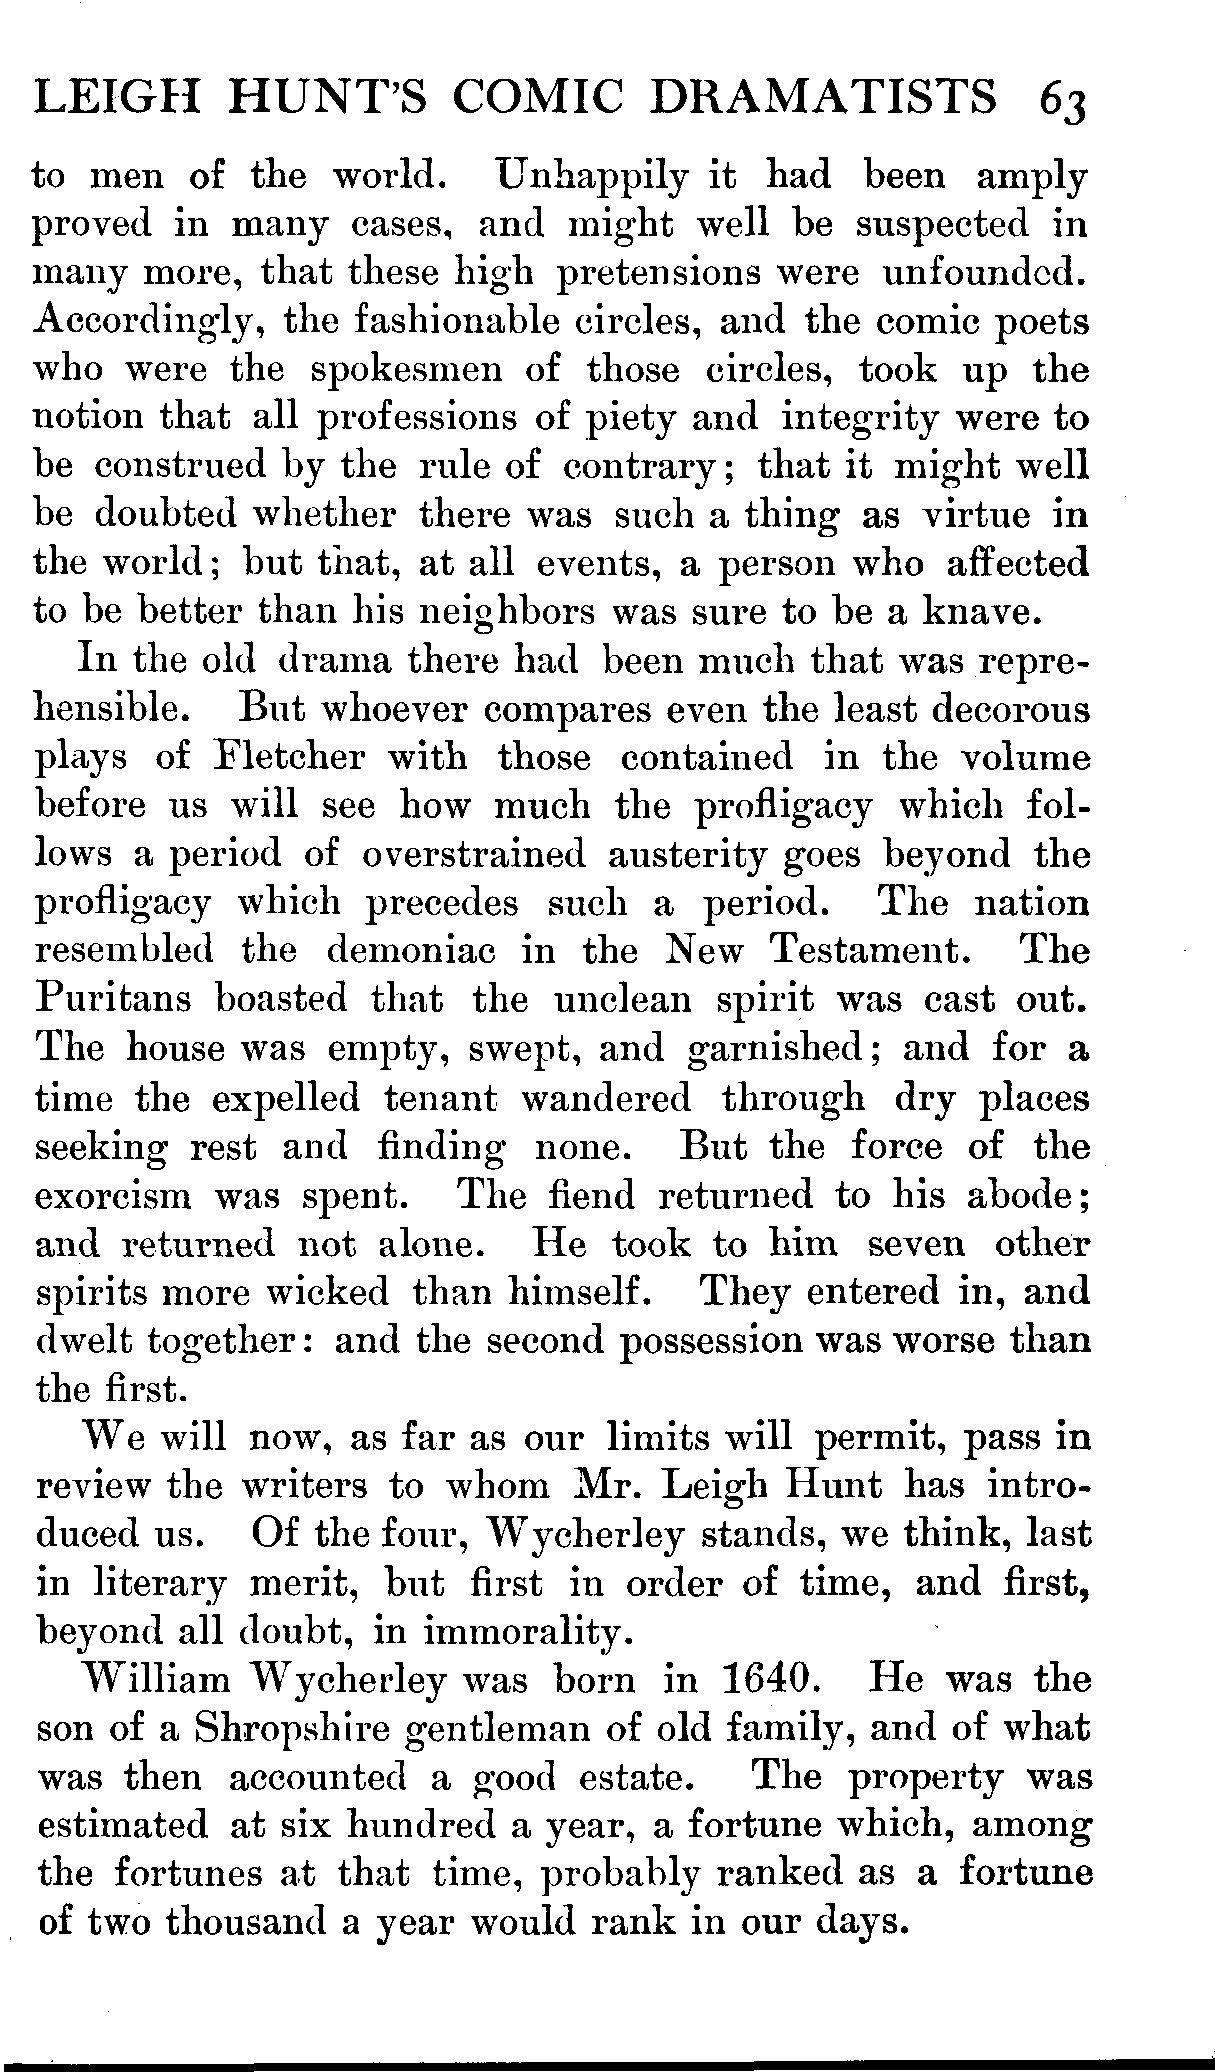 LEIGH HUNT'S COMIC DRAMATISTS 63
to men of the world. Unhappily it had been amply
proved in many cases, and might well be suspected in
many more, that these high pretensions were unfounded.
Accordingly, the fashionable circles, and the comic poets
who were the spokesmen of those circles, took up the
notion that all professions of piety and integrity were to
be construed by the rule of contrary; that it might well
be doubted whether there was such a thing as virtue in
the world; but that, at all events, a person who affected
to be better than his neighbors was sure to be a knave.
In the old drama there had been much that was repre-
hensible. But whoever compares even the least decorous
plays of Fletcher with those contained in the volume
before us will see how much the profligacy which fol-
lows a period of overstrained austerity goes beyond the
profligacy which precedes such a period. The nation
resembled the demoniac in the New Testament. The
Puritans boasted that the unclean spirit was cast out.
The house was empty, swept, and garnished; and for a
time the expelled tenant wandered through dry places
seeking rest and finding none. But the force of the
exorcism was spent. The fiend returned to his abode;
and returned not alone. He took to him seven other
spirits more wicked than himself. They entered in, and
dwelt together: and the second possession was worse than
the first.
We will now, as far as our limits will permit, pass in
review the writers to whom Mr. Leigh Hunt has intro-
duced us. Of the four, Wycherley stands, we think, last
in literary merit, but first in order of time, and first,
beyond all doubt, in immorality.
William Wycherley was born in 1640. He was the
son of a Shropshire gentleman of old family, and of what
was then accounted a good estate. The property was
estimated at six hundred a year, a fortune which, among
the fortunes at that time, probably ranked as a fortune
of two thousand a year would rank in our days.